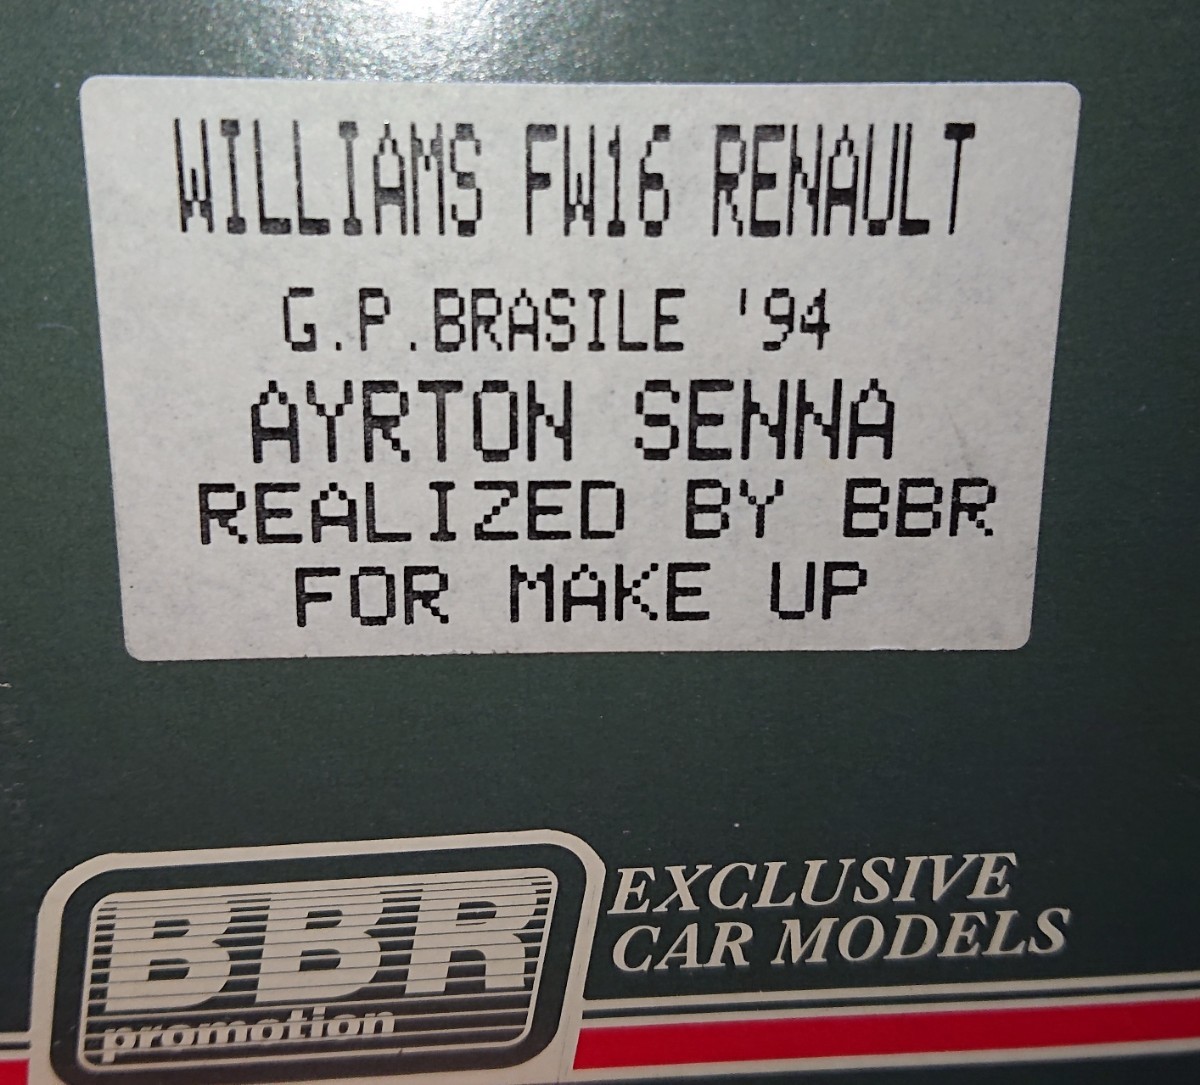 WILLIAMS FW16 RENAULT
G.P.BRASILE '94
AYRTON SENNA
REALIZED BY BBR
FOR MAKE UP
BBR
promotion
EXCLUSIVE
CAR MODELS